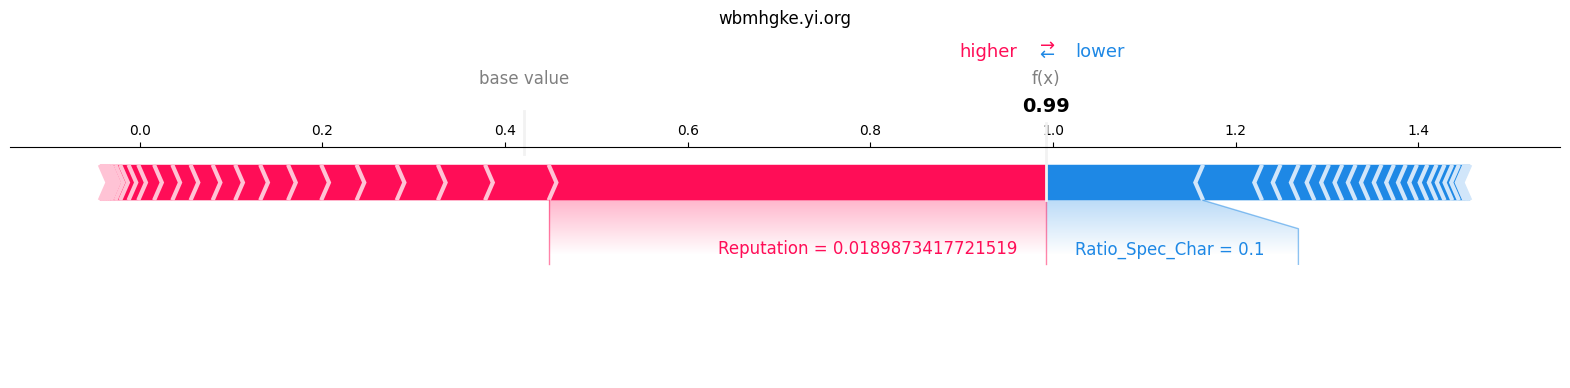 wbmhgke.yi.org
higher ⇄ lower
base value f(x)
0.99
0.0 0.2 0.4 0.6 0.8 1.0 1.2 1.4
Reputation = 0.0189873417721519 Ratio_Spec_Char = 0.1